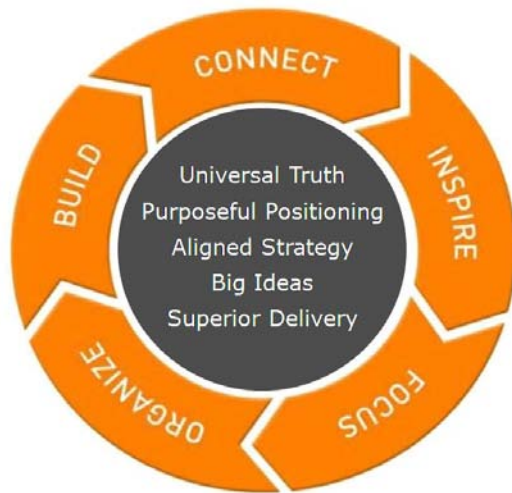 CONNECT
INSPIRE
FOCUS
ORGANIZE
BUILD
Universal Truth
Purposeful Positioning
Aligned Strategy
Big Ideas
Superior Delivery